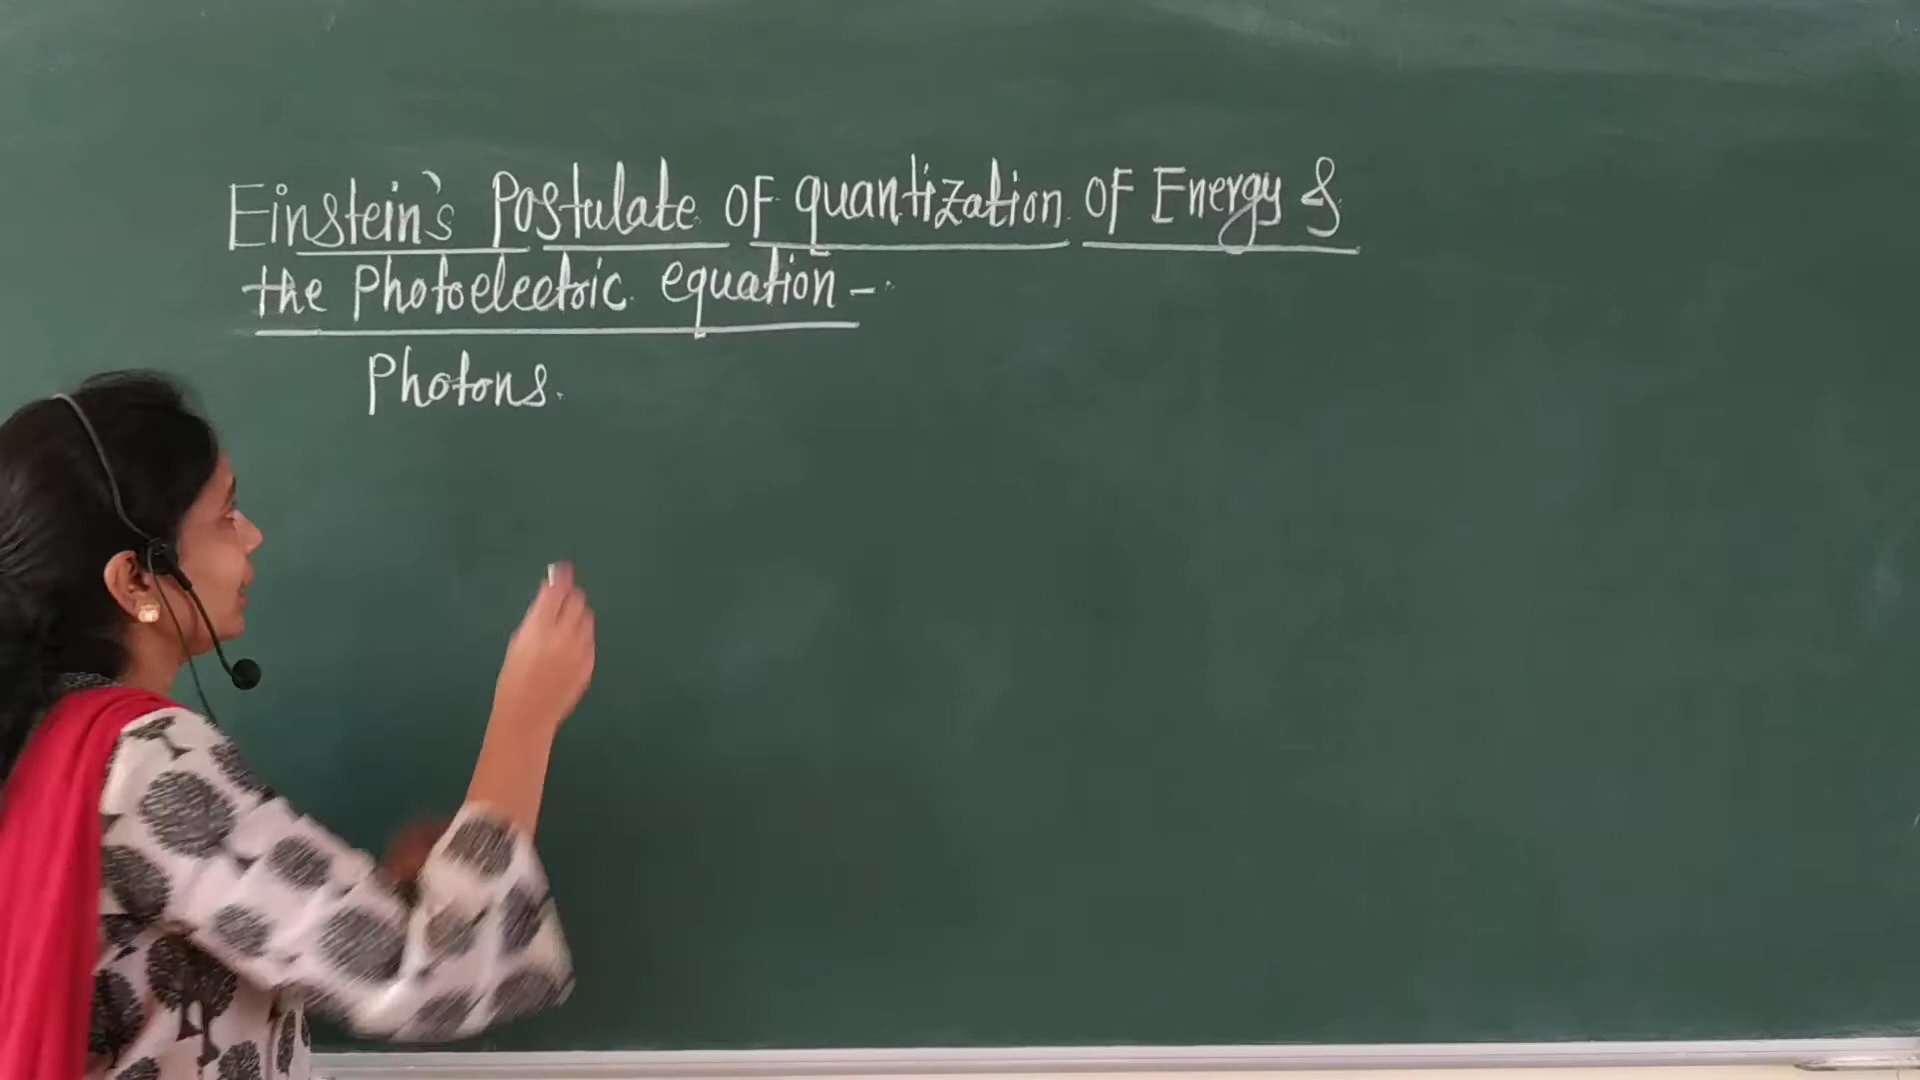 Einstein's Postulate of quantization of Energy &
the Photoelectric equation -
Photons.